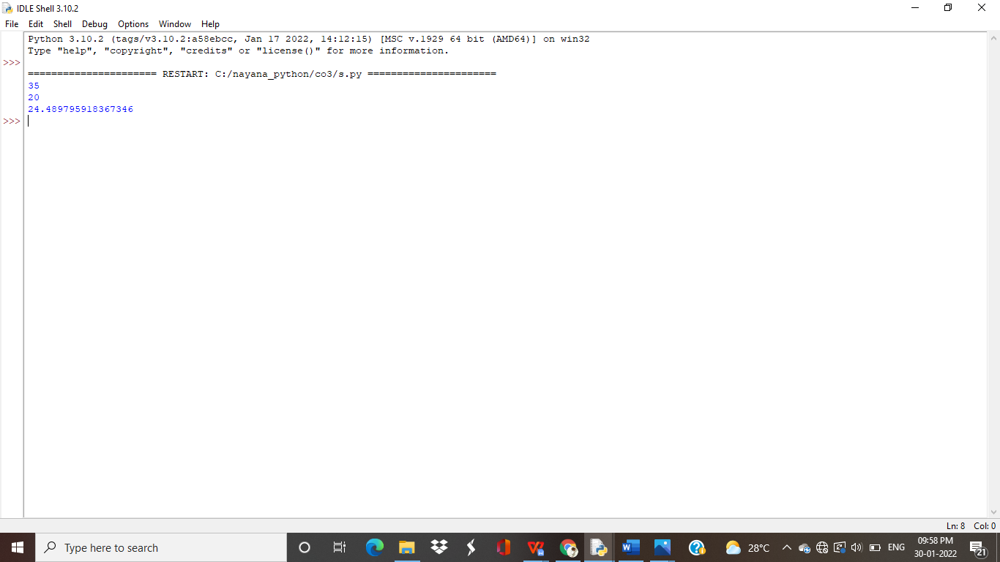 IDLE Shell 3.10.2
File Edit Shell Debug Options Window Help
Python 3.10.2 (tags/v3.10.2:a58ebcc, Jan 17 2022, 14:12:15) [MSC v.1929 64 bit (AMD64)] on win32
Type "help", "copyright", "credits" or "license()" for more information.
>>>
====================== RESTART: C:/nayana_python/co3/s.py ======================
35
20
24.489795918367346
>>>
Ln: 8 Col: 0
Type here to search
28°C
ENG
09:58 PM
30-01-2022
21